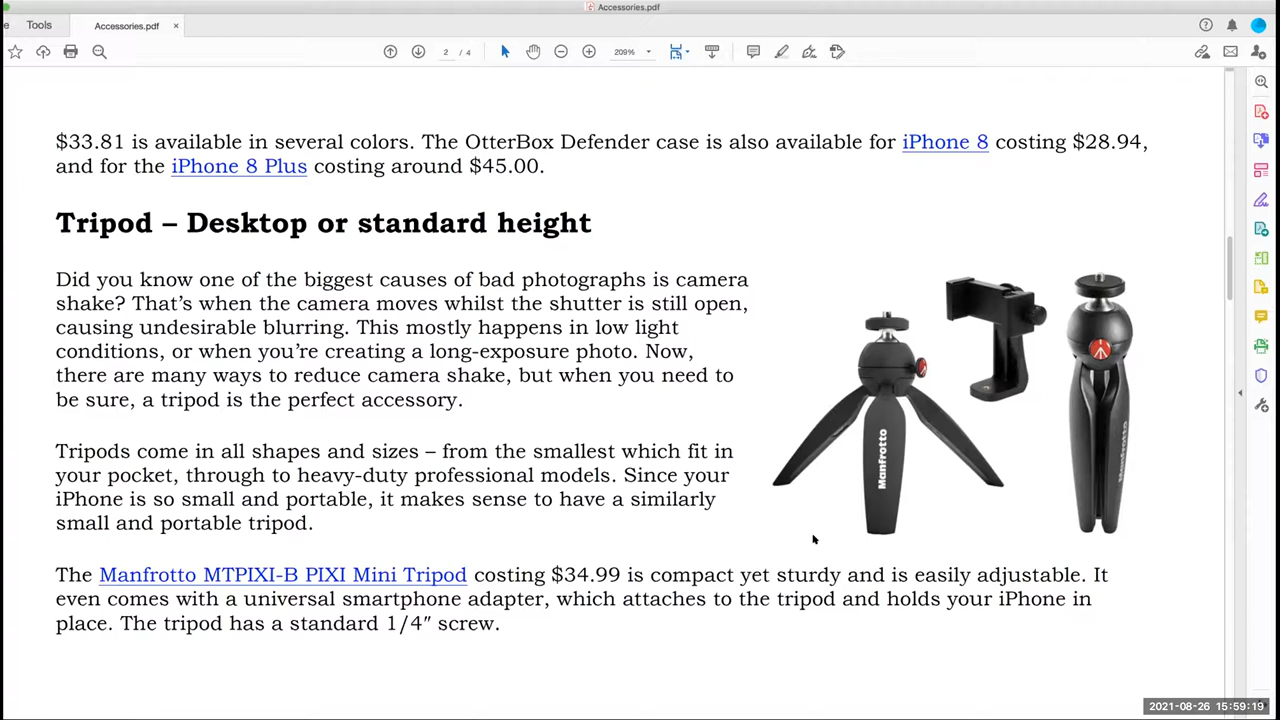 Accessories.pdf
Tools
Accessories.pdf
2 / 4
209%
$33.81 is available in several colors. The OtterBox Defender case is also available for iPhone 8 costing $28.94,
and for the iPhone 8 Plus costing around $45.00.
Tripod – Desktop or standard height
Did you know one of the biggest causes of bad photographs is camera
shake? That’s when the camera moves whilst the shutter is still open,
causing undesirable blurring. This mostly happens in low light
conditions, or when you’re creating a long-exposure photo. Now,
there are many ways to reduce camera shake, but when you need to
be sure, a tripod is the perfect accessory.
Manfrotto
Manfrotto
Tripods come in all shapes and sizes – from the smallest which fit in
your pocket, through to heavy-duty professional models. Since your
iPhone is so small and portable, it makes sense to have a similarly
small and portable tripod.
The Manfrotto MTPIXI-B PIXI Mini Tripod costing $34.99 is compact yet sturdy and is easily adjustable. It
even comes with a universal smartphone adapter, which attaches to the tripod and holds your iPhone in
place. The tripod has a standard 1/4″ screw.
2021-08-26 15:59:19